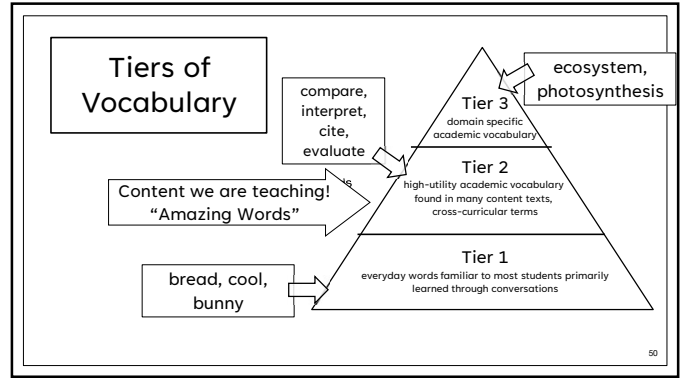 Tiers of
Vocabulary
compare,
interpret,
cite,
evaluate
ecosystem,
photosynthesis
Tier 3
domain specific
academic vocabulary
Content we are teaching!
“Amazing Words”
Tier 2
high-utility academic vocabulary
found in many content texts,
cross-curricular terms
bread, cool,
bunny
Tier 1
everyday words familiar to most students primarily
learned through conversations
50